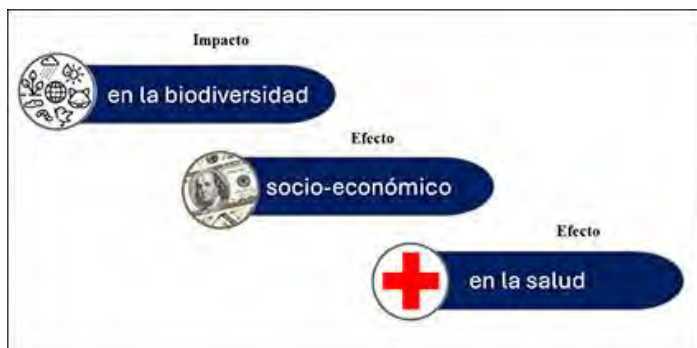 Impacto
en la biodiversidad
Efecto
socio-económico
Efecto
en la salud